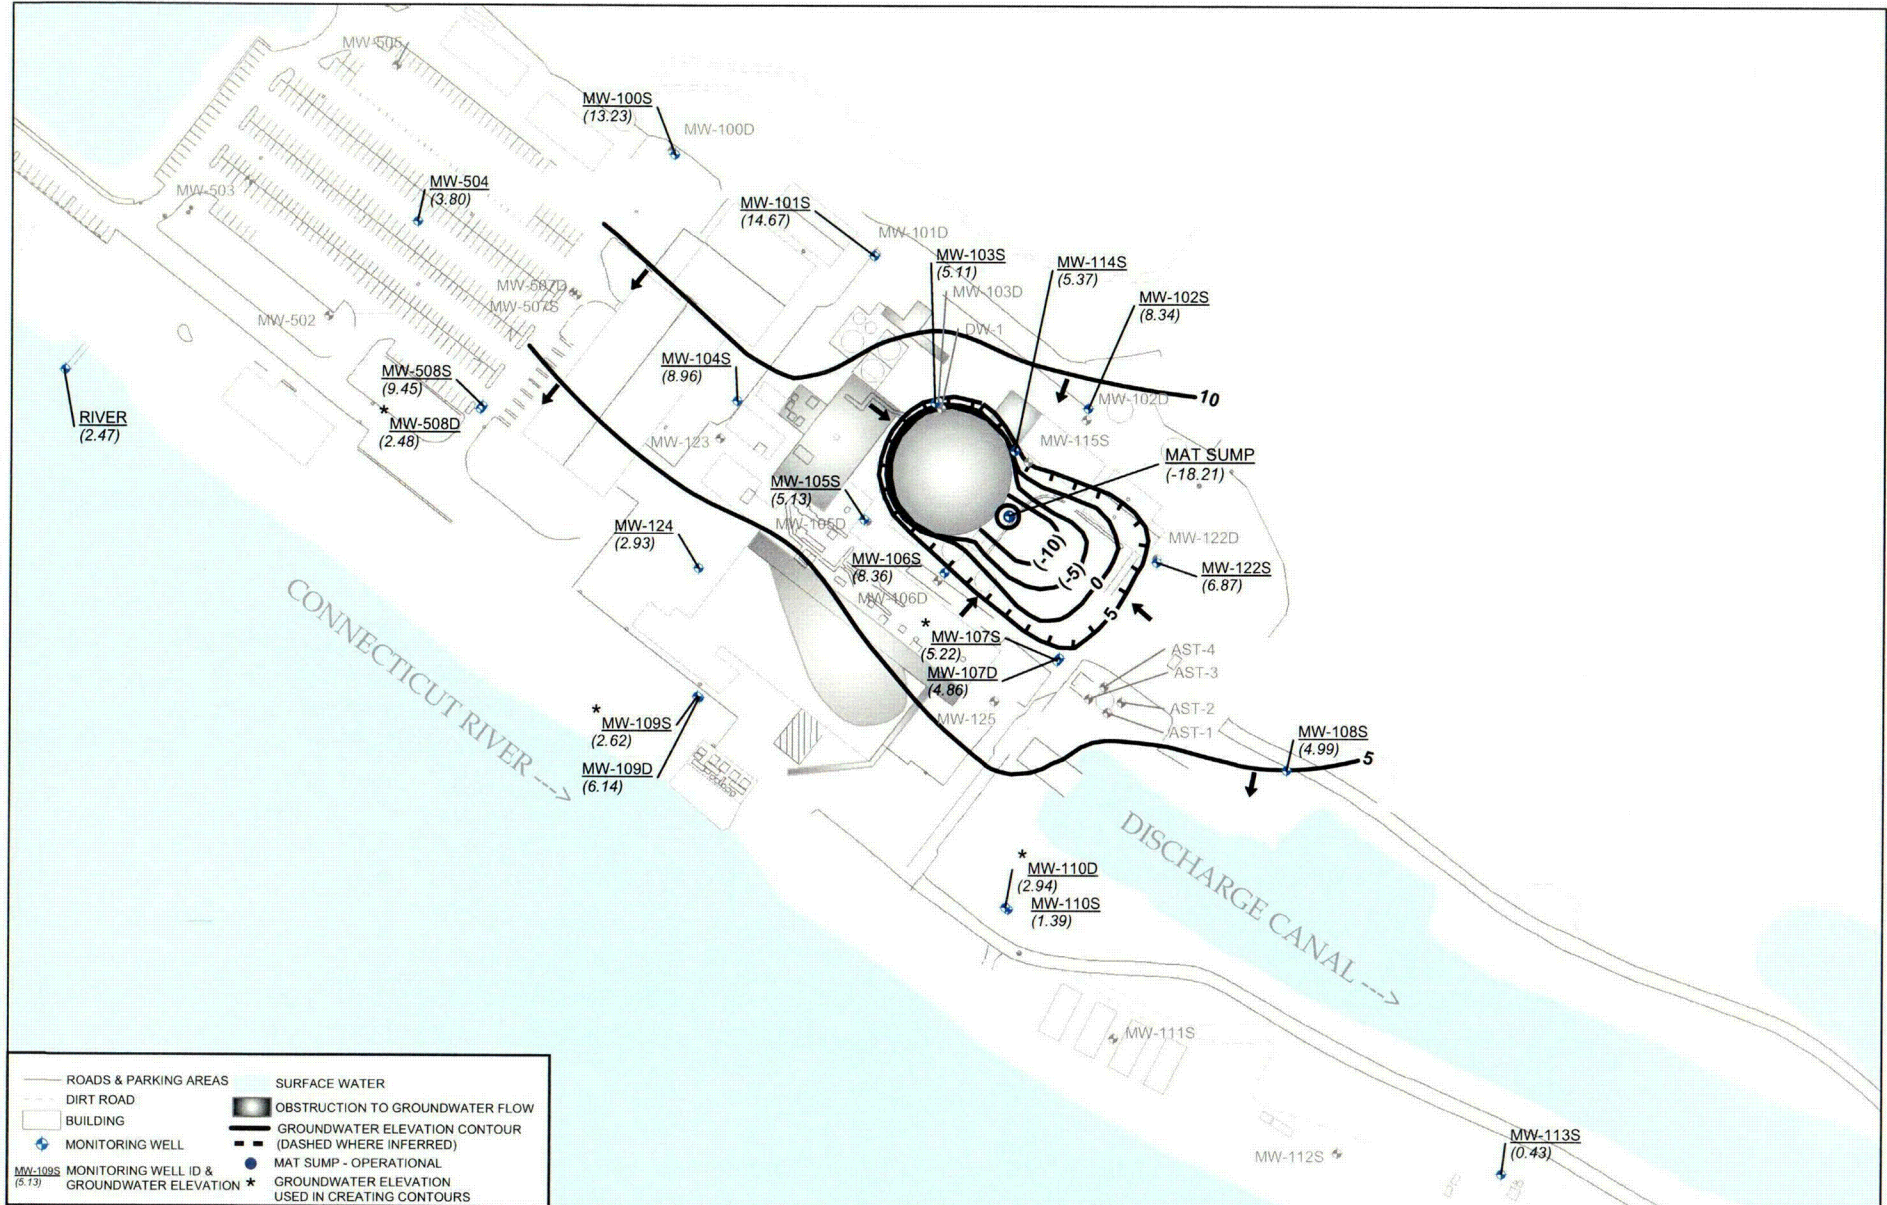 MW-505
MW-100S
(13.23)
MW-100D
MW-504
(3.80)
MW-503
MW-101S
(14.67)
MW-101D
MW-103S
(5.11)
MW-103D
DW-1
MW-114S
(5.37)
MW-102S
(8.34)
MW-102D
10
MW-507D
MW-507S
MW-502
MW-508S
(9.45)
* MW-508D
(2.48)
RIVER
(2.47)
MW-104S
(8.96)
MW-123
MW-115S
MAT SUMP
(-18.21)
MW-105S
(5.13)
MW-105D
MW-124
(2.93)
MW-106S
(8.36)
MW-106D
(-10)
(-5)
0
5
MW-122D
MW-122S
(6.87)
* MW-107S
(5.22)
MW-107D
(4.86)
AST-4
AST-3
AST-2
AST-1
MW-125
* MW-109S
(2.62)
MW-109D
(6.14)
MW-108S
(4.99)
5
CONNECTICUT RIVER --->
DISCHARGE CANAL --->
* MW-110D
(2.94)
MW-110S
(1.39)
MW-111S
MW-112S
MW-113S
(0.43)
ROADS & PARKING AREAS
DIRT ROAD
BUILDING
MONITORING WELL
MW-109S
(5.13)
MONITORING WELL ID &
GROUNDWATER ELEVATION
SURFACE WATER
OBSTRUCTION TO GROUNDWATER FLOW
GROUNDWATER ELEVATION CONTOUR
(DASHED WHERE INFERRED)
MAT SUMP - OPERATIONAL
* GROUNDWATER ELEVATION
USED IN CREATING CONTOURS